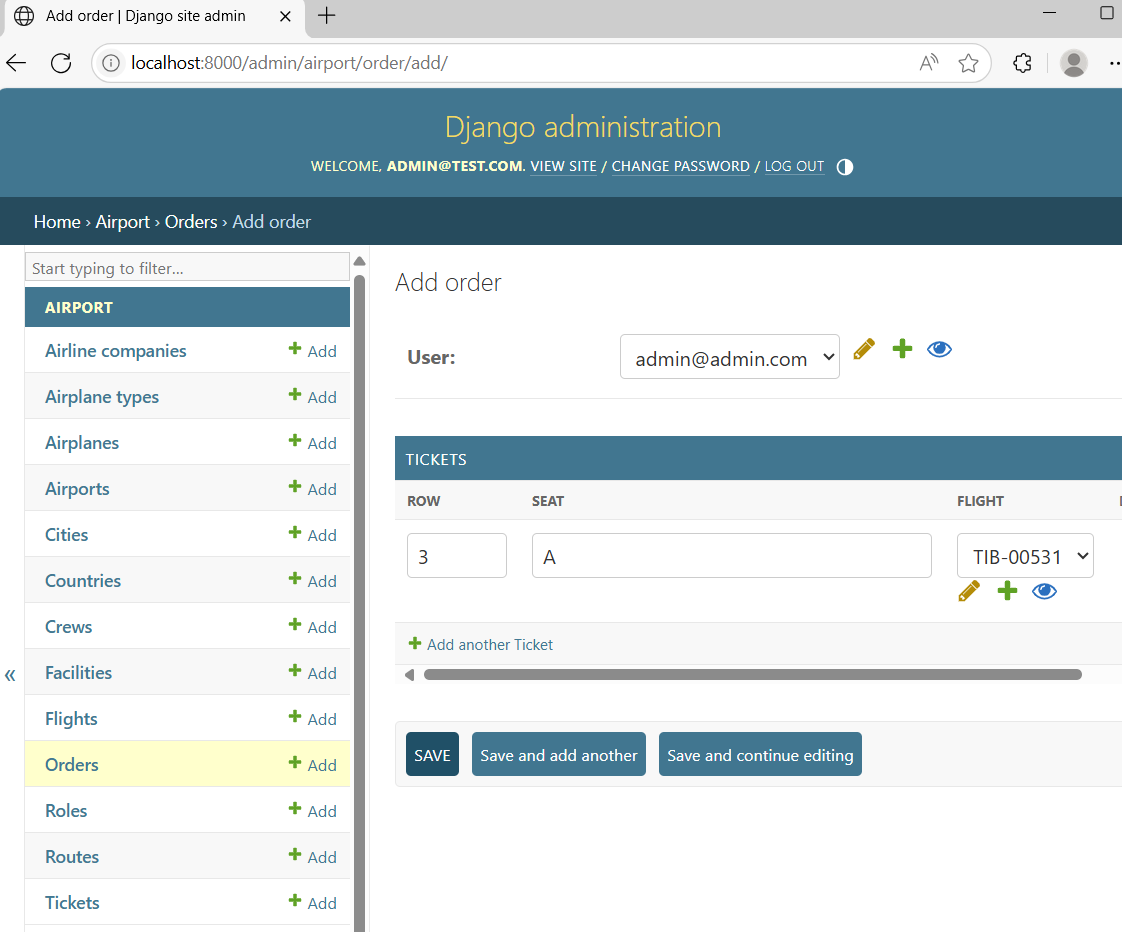 Add order | Django site admin
localhost:8000/admin/airport/order/add/
Django administration
WELCOME, ADMIN@TEST.COM. VIEW SITE / CHANGE PASSWORD / LOG OUT
Home › Airport › Orders › Add order
Start typing to filter...
AIRPORT
Airline companies Add
Airplane types Add
Airplanes Add
Airports Add
Cities Add
Countries Add
Crews Add
Facilities Add
«
Flights Add
Orders Add
Roles Add
Routes Add
Tickets Add
Add order
User: admin@admin.com
TICKETS
ROW SEAT FLIGHT
3 A TIB-00531
Add another Ticket
SAVE Save and add another Save and continue editing